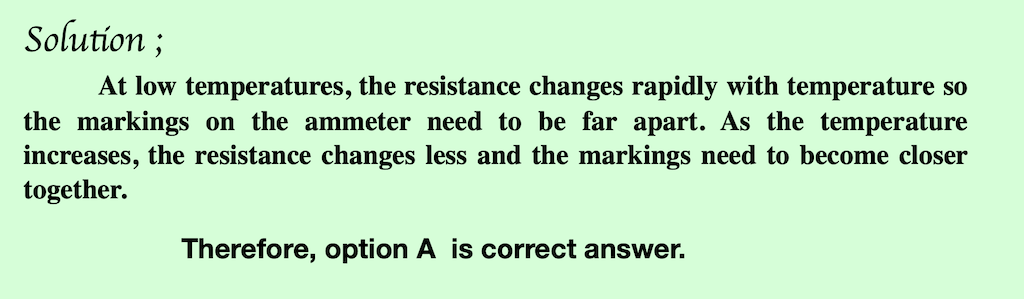 Solution ;
At low temperatures, the resistance changes rapidly with temperature so
the markings on the ammeter need to be far apart. As the temperature
increases, the resistance changes less and the markings need to become closer
together.
Therefore, option A is correct answer.